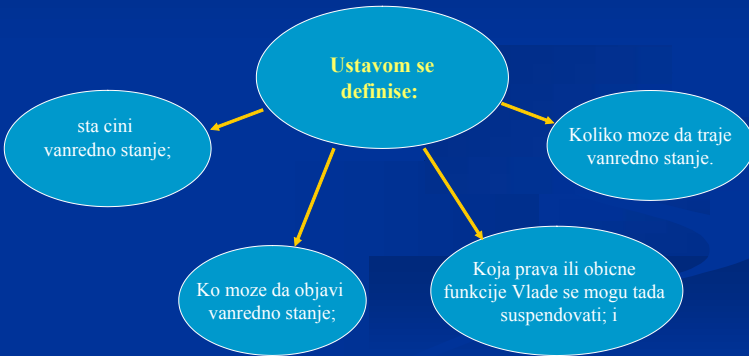 Ustavom se
definise:
sta cini
vanredno stanje;
Ko moze da objavi
vanredno stanje;
Koja prava ili obicne
funkcije Vlade se mogu tada
suspendovati; i
Koliko moze da traje
vanredno stanje.